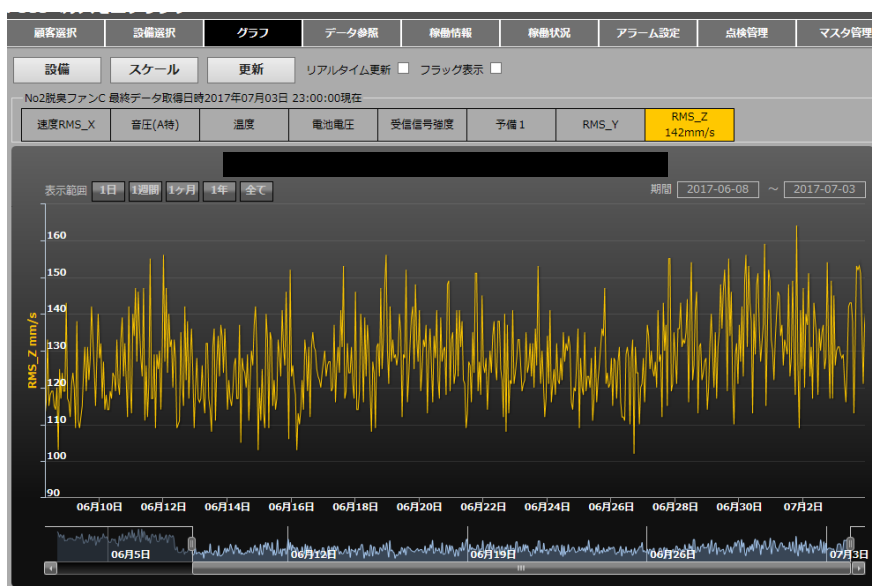 顧客選択 設備選択 グラフ データ参照 稼働情報 稼働状況 アラーム設定 点検管理 マスタ管理
設備 スケール 更新 リアルタイム更新 フラッグ表示
No2脱臭ファンC 最終データ取得日時2017年07月03日 23:00:00現在
速度RMS_X 音圧(A特) 温度 電池電圧 受信信号強度 予備1 RMS_Y RMS_Z
142mm/s
表示範囲 1日 1週間 1ヶ月 1年 全て 期間 2017-06-08 ～ 2017-07-03
160
150
140
130
120
110
100
90
RMS_Z mm/s
06月10日 06月12日 06月14日 06月16日 06月18日 06月20日 06月22日 06月24日 06月26日 06月28日 06月30日 07月2日
06月5日 06月12日 06月19日 06月26日 07月3日